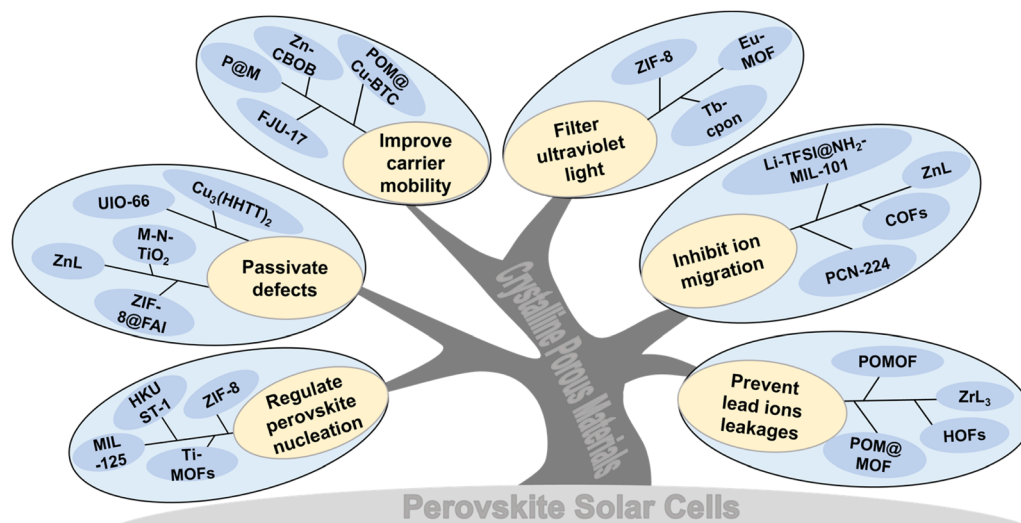 Zn-
CBOB
POM@
Cu-BTC
P@M
FJU-17
Improve
carrier
mobility
ZIF-8
Eu-
MOF
Tb-
cpon
Filter
ultraviolet
light
UIO-66
Cu₃(HHTT)₂
M-N-
TiO₂
ZnL
ZIF-
8@FAI
Passivate
defects
Li-TFSI@NH₂-
MIL-101
ZnL
COFs
PCN-224
Inhibit ion
migration
HKU
ST-1
ZIF-8
MIL
-125
Ti-
MOFs
Regulate
perovskite
nucleation
POMOF
ZrL₃
HOFs
POM@
MOF
Prevent
lead ions
leakages
Crystalline Porous Materials
Perovskite Solar Cells